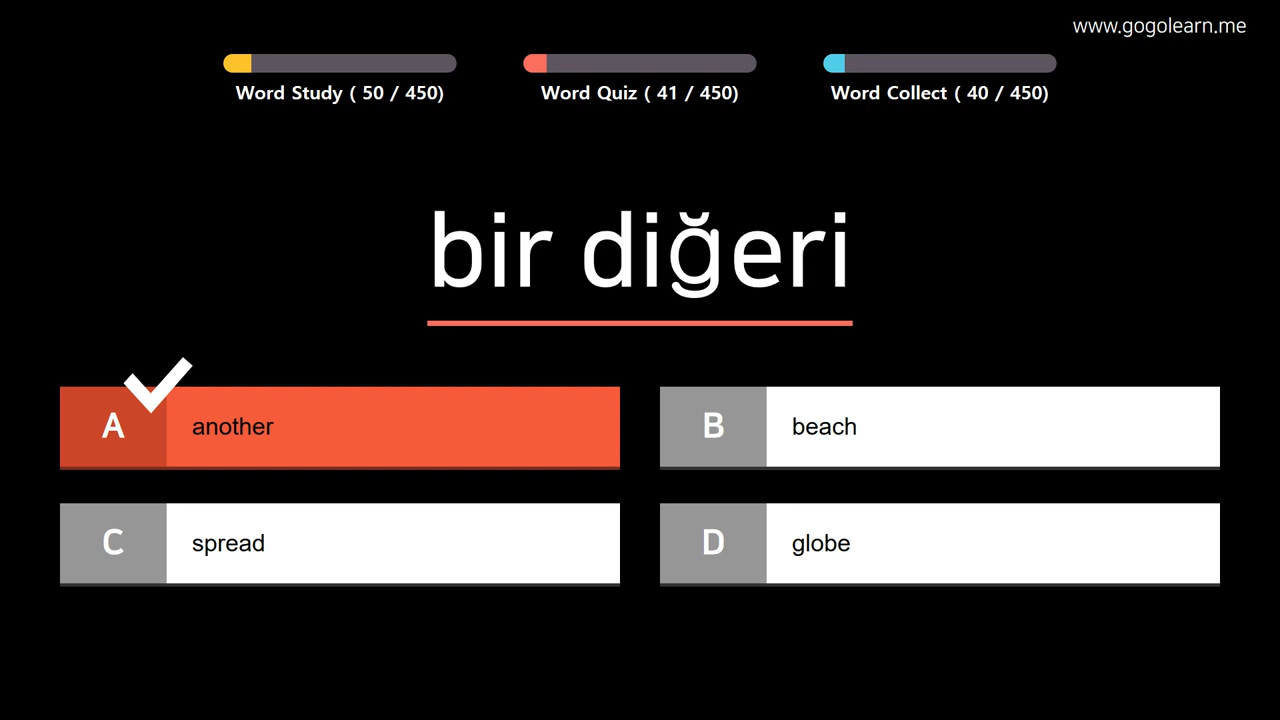 www.gogolearn.me
Word Study ( 50 / 450)
Word Quiz ( 41 / 450)
Word Collect ( 40 / 450)
bir diğeri
A another
B beach
C spread
D globe